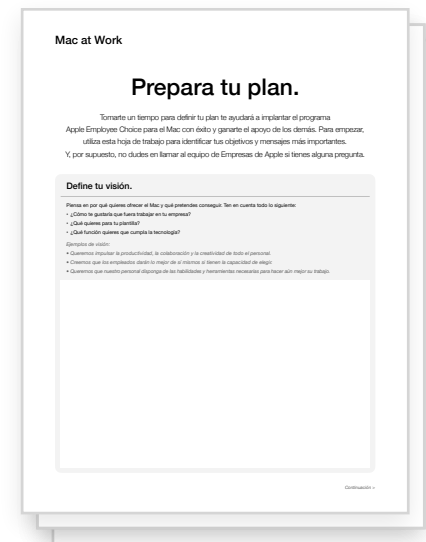 Mac at Work
Prepara tu plan.
Tomarte un tiempo para definir tu plan te ayudará a implantar el programa
Apple Employee Choice para el Mac con éxito y ganarte el apoyo de los demás. Para empezar,
utiliza esta hoja de trabajo para identificar tus objetivos y mensajes más importantes.
Y, por supuesto, no dudes en llamar al equipo de Empresas de Apple si tienes alguna pregunta.
Define tu visión.
Piensa en por qué quieres ofrecer el Mac y qué pretendes conseguir. Ten en cuenta todo lo siguiente:
• ¿Cómo te gustaría que fuera trabajar en tu empresa?
• ¿Qué quieres para tu plantilla?
• ¿Qué función quieres que cumpla la tecnología?
Ejemplos de visión:
• Queremos impulsar la productividad, la colaboración y la creatividad de todo el personal.
• Creemos que los empleados darán lo mejor de sí mismos si tienen la capacidad de elegir.
• Queremos que nuestro personal disponga de las habilidades y herramientas necesarias para hacer aún mejor su trabajo.
Continuación >